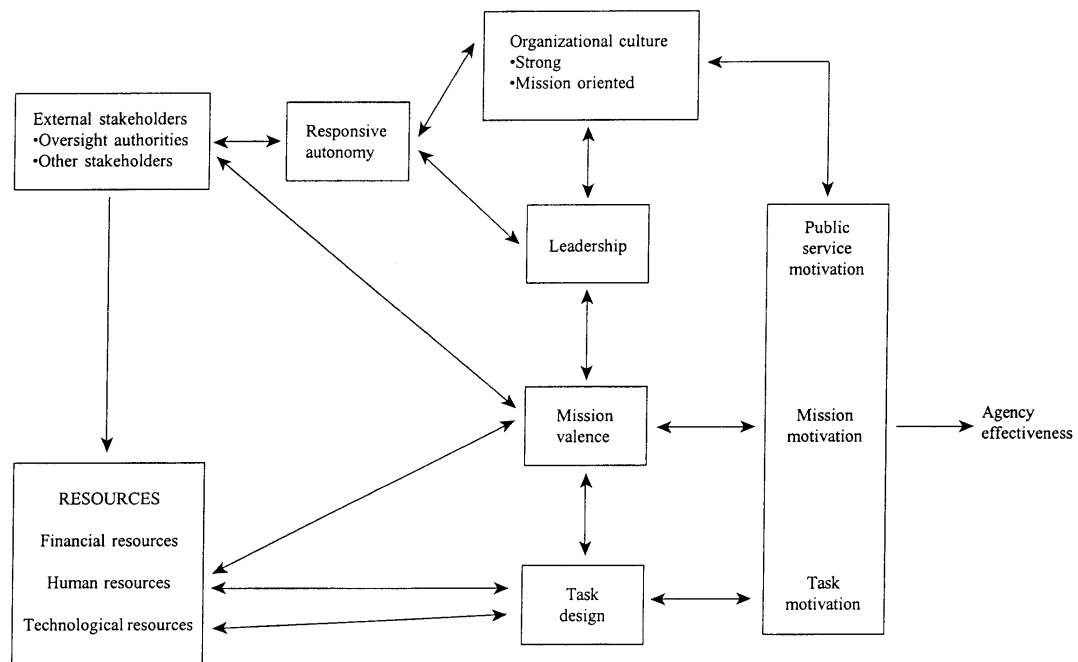 Organizational culture
•Strong
•Mission oriented
External stakeholders
•Oversight authorities
•Other stakeholders
Responsive
autonomy
Leadership
Public
service
motivation
Mission
valence
Mission
motivation
Agency
effectiveness
RESOURCES
Financial resources
Human resources
Technological resources
Task
design
Task
motivation